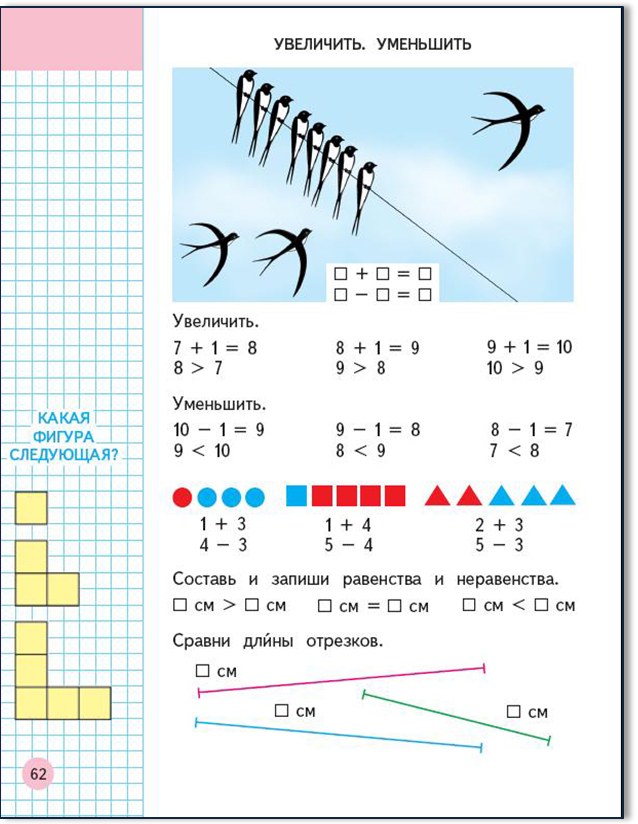 УВЕЛИЧИТЬ. УМЕНЬШИТЬ
□ + □ = □
□ − □ = □
Увеличить.
7 + 1 = 8 8 + 1 = 9 9 + 1 = 10
8 > 7 9 > 8 10 > 9
Уменьшить.
10 − 1 = 9 9 − 1 = 8 8 − 1 = 7
9 < 10 8 < 9 7 < 8
1 + 3 1 + 4 2 + 3
4 − 3 5 − 4 5 − 3
Составь и запиши равенства и неравенства.
□ см > □ см □ см = □ см □ см < □ см
Сравни дли́ны отрезков.
□ см
□ см □ см
КАКАЯ
ФИГУРА
СЛЕДУЮЩАЯ?
62